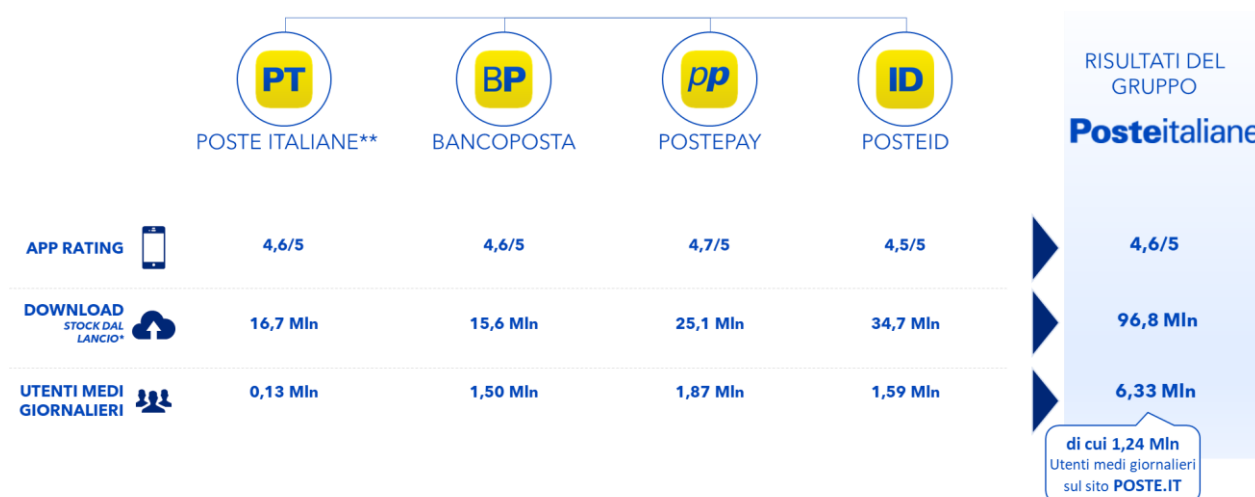 PT
BP
pp
ID
POSTE ITALIANE**
BANCOPOSTA
POSTEPAY
POSTEID
RISULTATI DEL
GRUPPO
Posteitaliane
APP RATING
4,6/5
4,6/5
4,7/5
4,5/5
4,6/5
DOWNLOAD
STOCK DAL
LANCIO*
16,7 Mln
15,6 Mln
25,1 Mln
34,7 Mln
96,8 Mln
UTENTI MEDI
GIORNALIERI
0,13 Mln
1,50 Mln
1,87 Mln
1,59 Mln
6,33 Mln
di cui 1,24 Mln
Utenti medi giornalieri
sul sito POSTE.IT